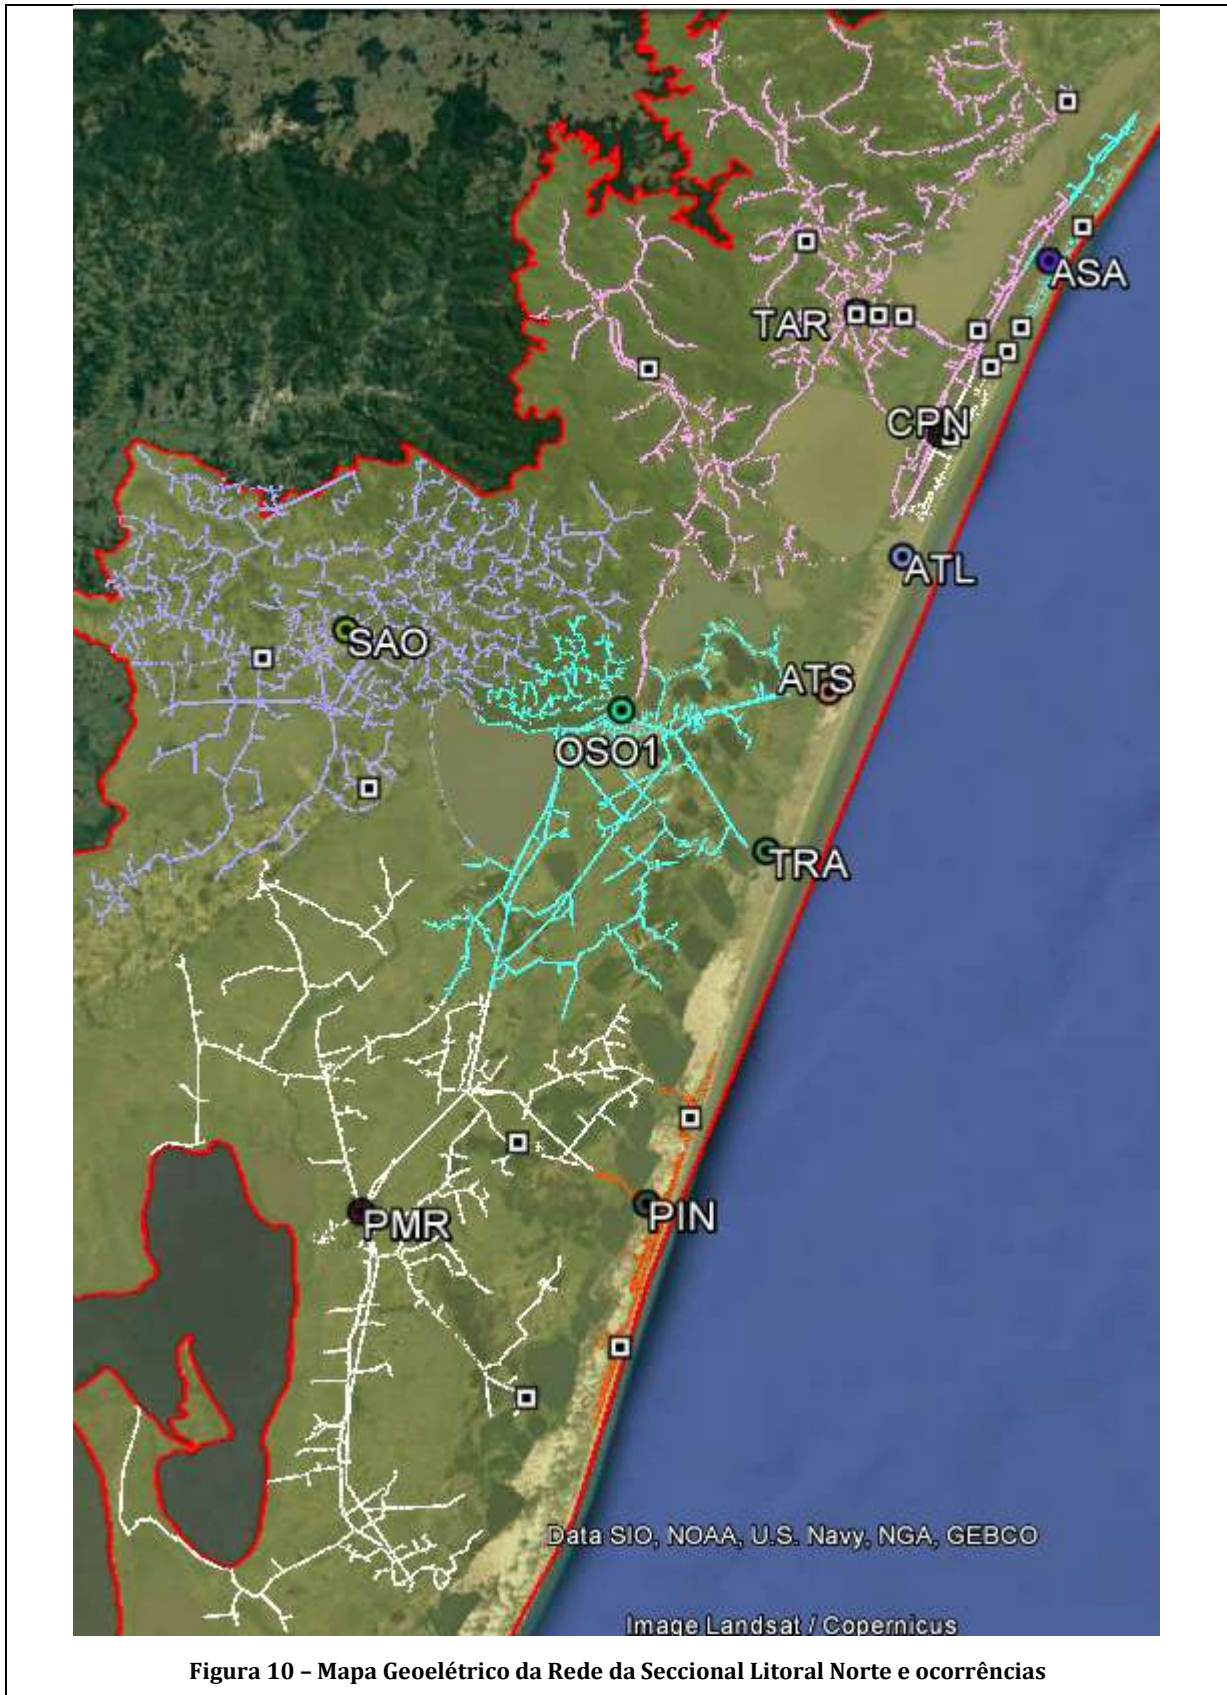 ASA
TAR
CPN
ATL
SAO
ATS
OSO1
TRA
PIN
PMR
Data SIO, NOAA, U.S. Navy, NGA, GEBCO
Image Landsat / Copernicus
Figura 10 – Mapa Geoelétrico da Rede da Seccional Litoral Norte e ocorrências